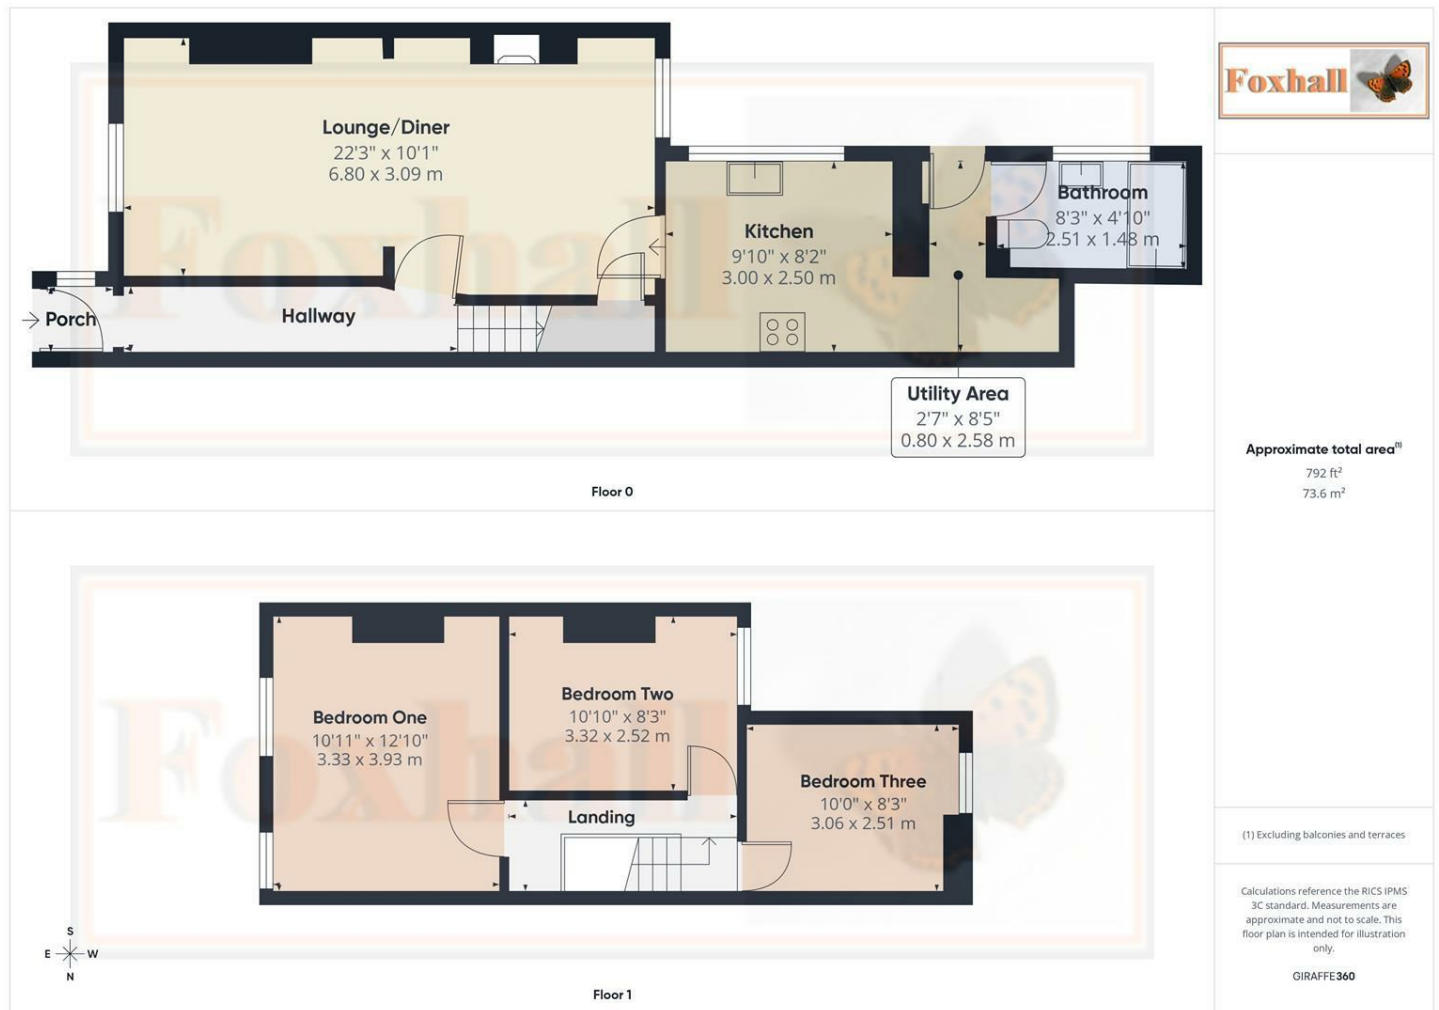 Lounge/Diner
22'3" x 10'1"
6.80 x 3.09 m
Kitchen
9'10" x 8'2"
3.00 x 2.50 m
Bathroom
8'3" x 4'10"
2.51 x 1.48 m
Porch
Hallway
Utility Area
2'7" x 8'5"
0.80 x 2.58 m
Foxhall
Floor 0
Bedroom One
10'11" x 12'10"
3.33 x 3.93 m
Bedroom Two
10'10" x 8'3"
3.32 x 2.52 m
Bedroom Three
10'0" x 8'3"
3.06 x 2.51 m
Landing
Foxhall
S
E W
N
Floor 1
Foxhall
Approximate total area(1)
792 ft²
73.6 m²
(1) Excluding balconies and terraces
Calculations reference the RICS IPMS
3C standard. Measurements are
approximate and not to scale. This
floor plan is intended for illustration
only.
GIRAFFE360